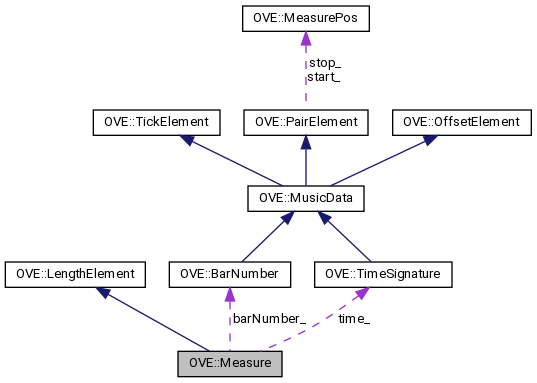 OVE::MeasurePos
stop_
start_
OVE::TickElement
OVE::PairElement
OVE::OffsetElement
OVE::MusicData
OVE::LengthElement
OVE::BarNumber
OVE::TimeSignature
barNumber_
time_
OVE::Measure